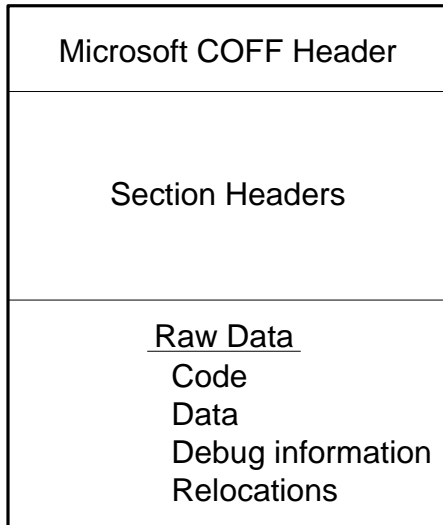 Microsoft COFF Header
Section Headers
Raw Data
Code
Data
Debug information
Relocations